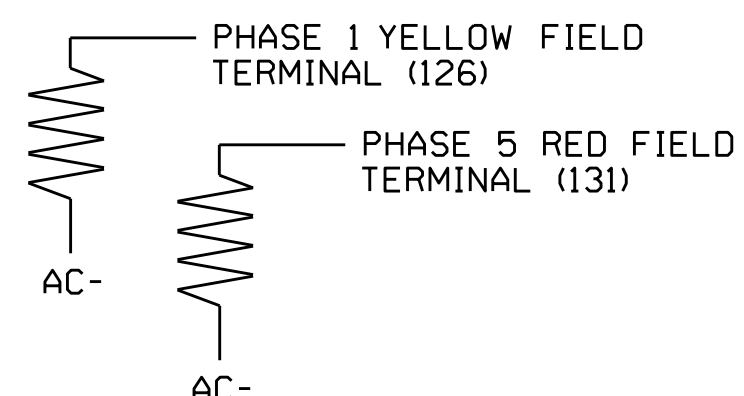 PHASE 1 YELLOW FIELD
TERMINAL (126)
PHASE 5 RED FIELD
TERMINAL (131)
AC-
AC-